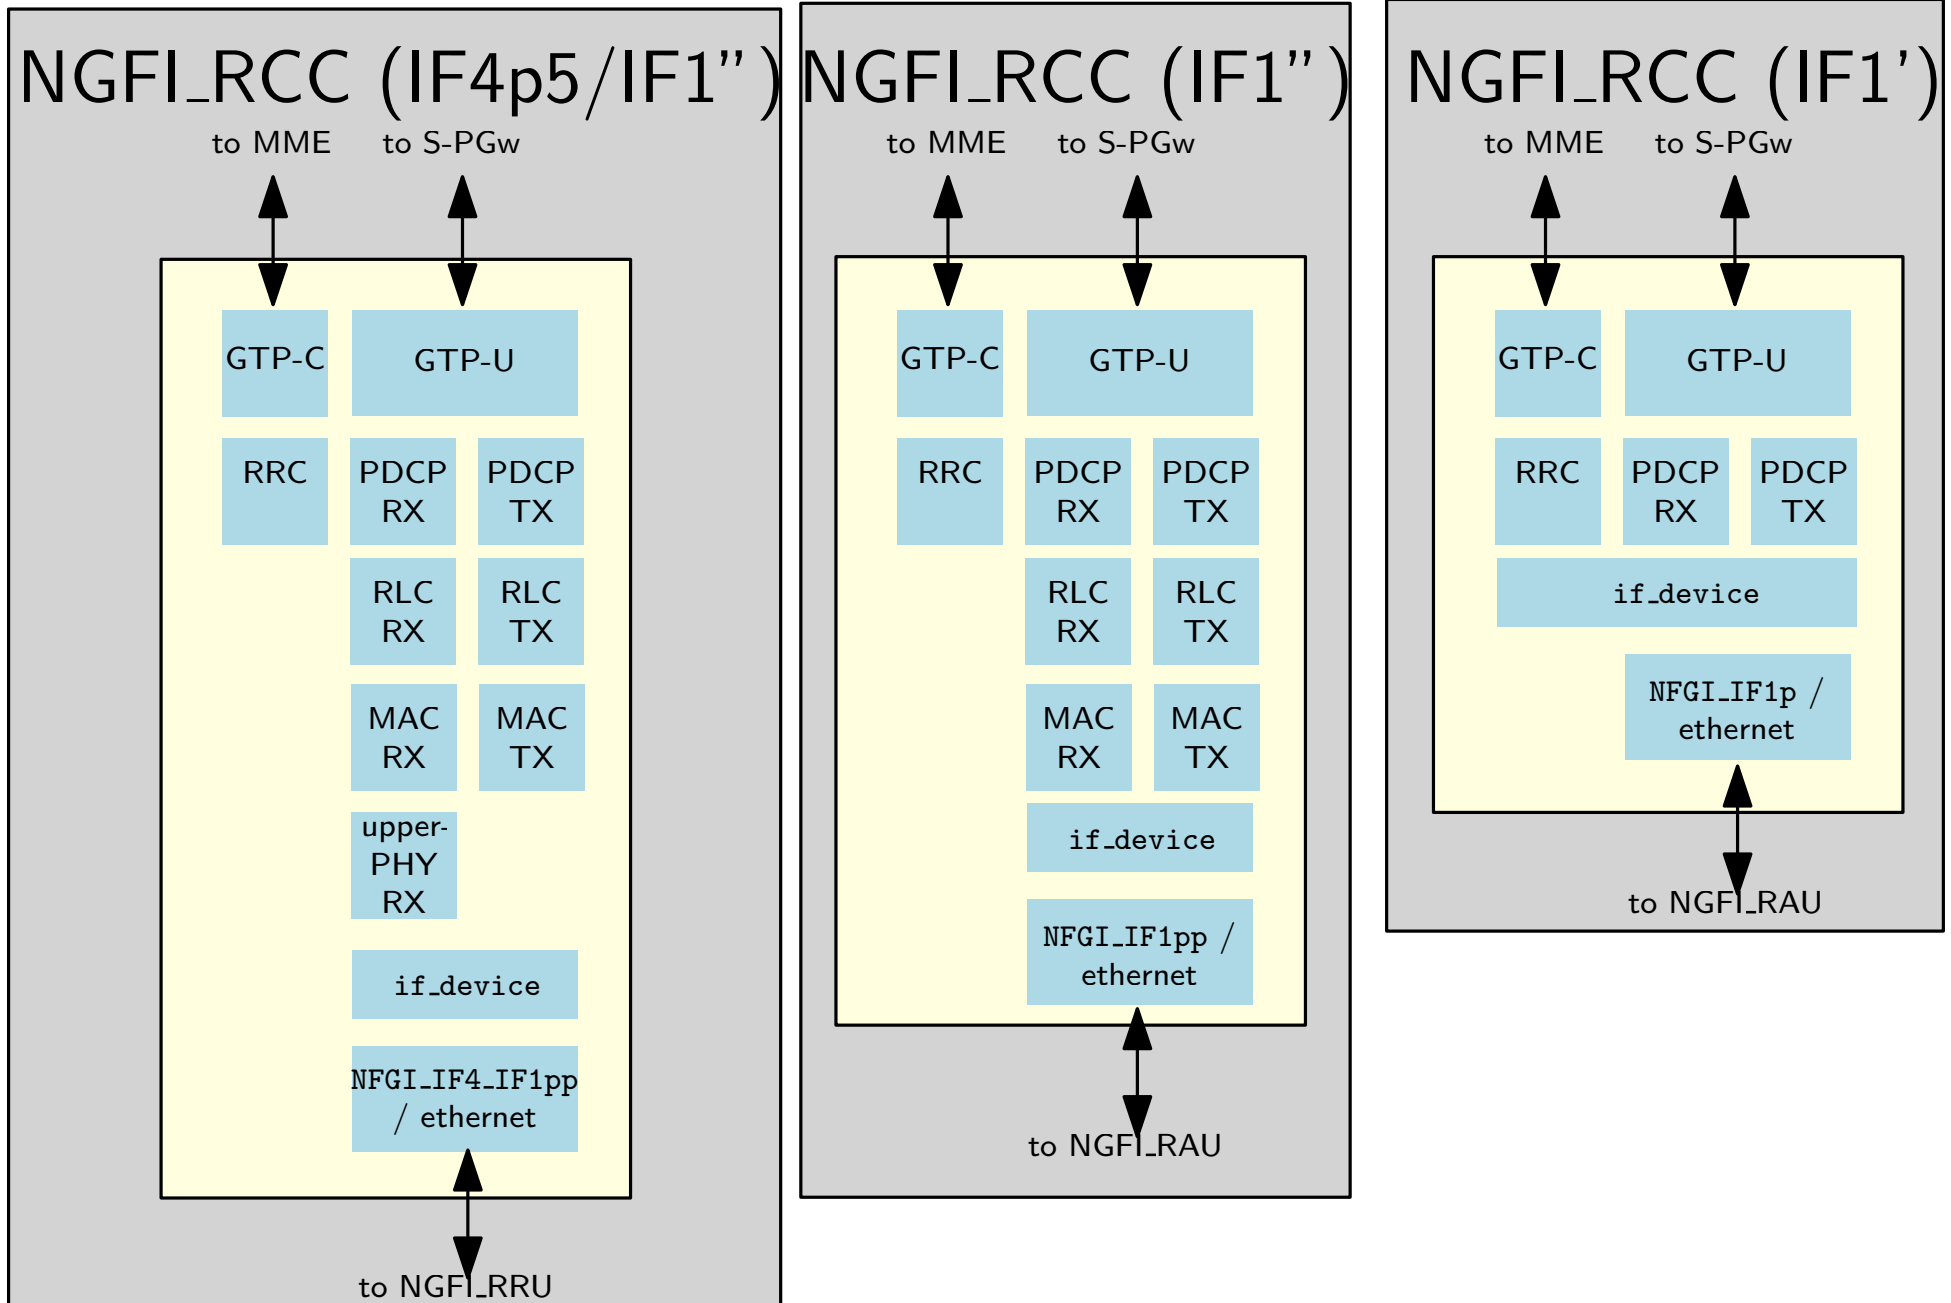 NGFI_RCC (IF4p5/IF1")
to MME
to S-PGw
GTP-C
GTP-U
RRC
PDCP
RX
PDCP
TX
RLC
RX
RLC
TX
MAC
RX
MAC
TX
upper-
PHY
RX
if_device
NFGI_IF4_IF1pp
/ ethernet
to NGFI_RRU
NGFI_RCC (IF1")
to MME
to S-PGw
GTP-C
GTP-U
RRC
PDCP
RX
PDCP
TX
RLC
RX
RLC
TX
MAC
RX
MAC
TX
if_device
NFGI_IF1pp /
ethernet
to NGFI_RAU
NGFI_RCC (IF1')
to MME
to S-PGw
GTP-C
GTP-U
RRC
PDCP
RX
PDCP
TX
if_device
NFGI_IF1p /
ethernet
to NGFI_RAU